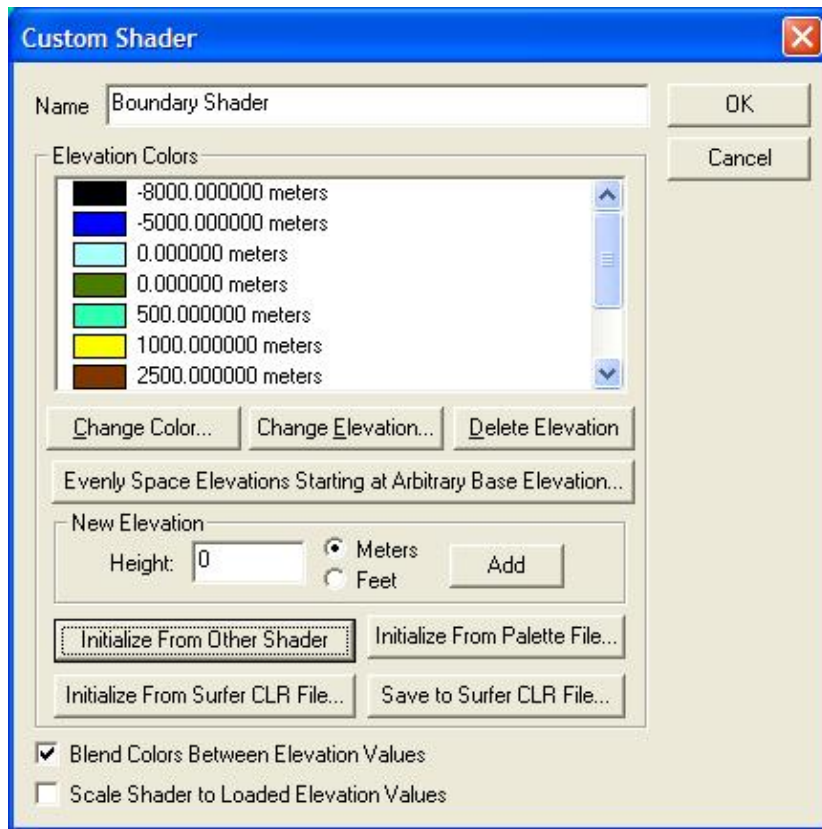 Custom Shader
Name Boundary Shader
OK
Cancel
Elevation Colors
-8000.000000 meters
-5000.000000 meters
0.000000 meters
0.000000 meters
500.000000 meters
1000.000000 meters
2500.000000 meters
Change Color... Change Elevation... Delete Elevation
Evenly Space Elevations Starting at Arbitrary Base Elevation...
New Elevation
Height: 0
Meters
Feet
Add
Initialize From Other Shader Initialize From Palette File...
Initialize From Surfer CLR File... Save to Surfer CLR File...
Blend Colors Between Elevation Values
Scale Shader to Loaded Elevation Values